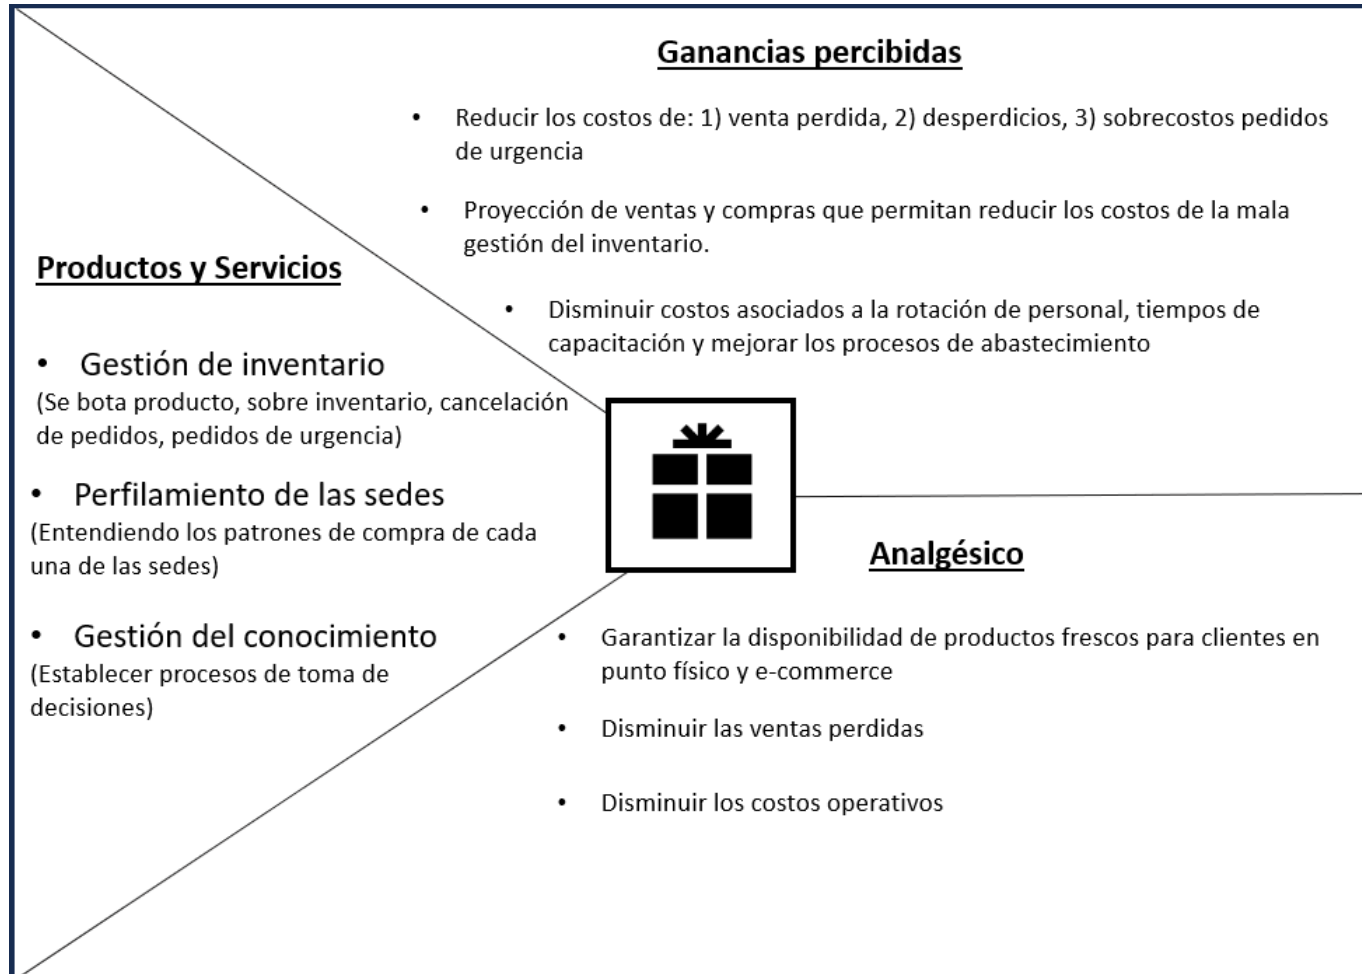 Ganancias percibidas
• Reducir los costos de: 1) venta perdida, 2) desperdicios, 3) sobrecostos pedidos
de urgencia
• Proyección de ventas y compras que permitan reducir los costos de la mala
gestión del inventario.
• Disminuir costos asociados a la rotación de personal, tiempos de
capacitación y mejorar los procesos de abastecimiento
Productos y Servicios
• Gestión de inventario
(Se bota producto, sobre inventario, cancelación
de pedidos, pedidos de urgencia)
• Perfilamiento de las sedes
(Entendiendo los patrones de compra de cada
una de las sedes)
• Gestión del conocimiento
(Establecer procesos de toma de
decisiones)
Analgésico
• Garantizar la disponibilidad de productos frescos para clientes en
punto físico y e-commerce
• Disminuir las ventas perdidas
• Disminuir los costos operativos